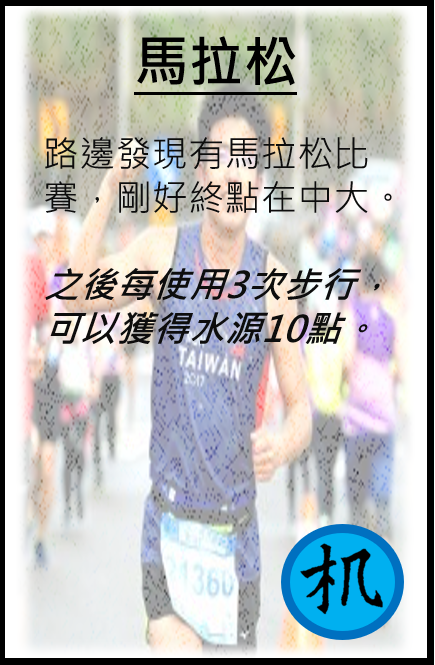 馬拉松
路邊發現有馬拉松比
賽，剛好終點在中大。
之後每使用3次步行，
可以獲得水源10點。
TAIWAN
2017
31360
机